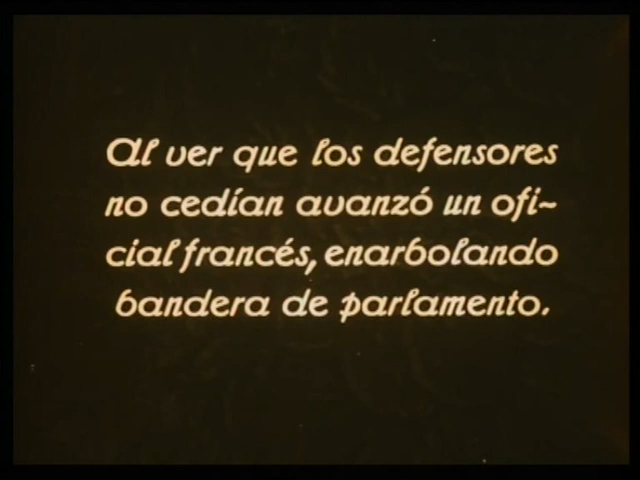 Al ver que los defensores
no cedían avanzó un ofi~
cial francés, enarbolando
bandera de parlamento.